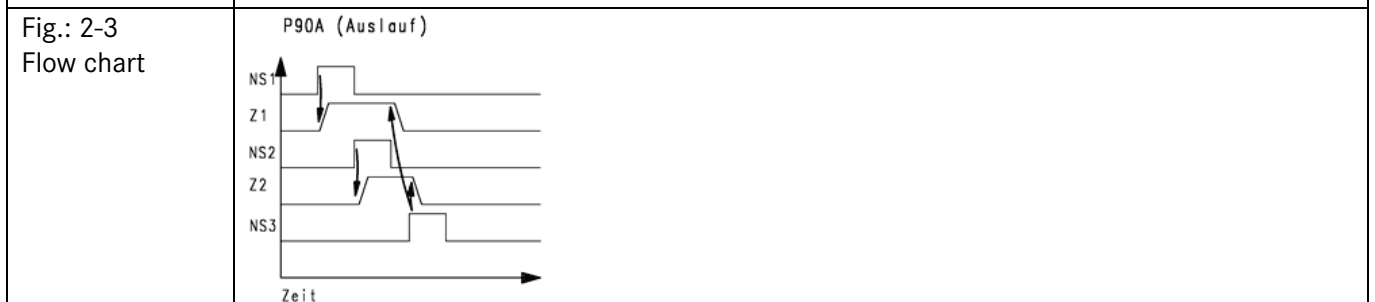 Fig.: 2-3
Flow chart
P90A (Auslauf)
NS1
Z1
NS2
Z2
NS3
Zeit